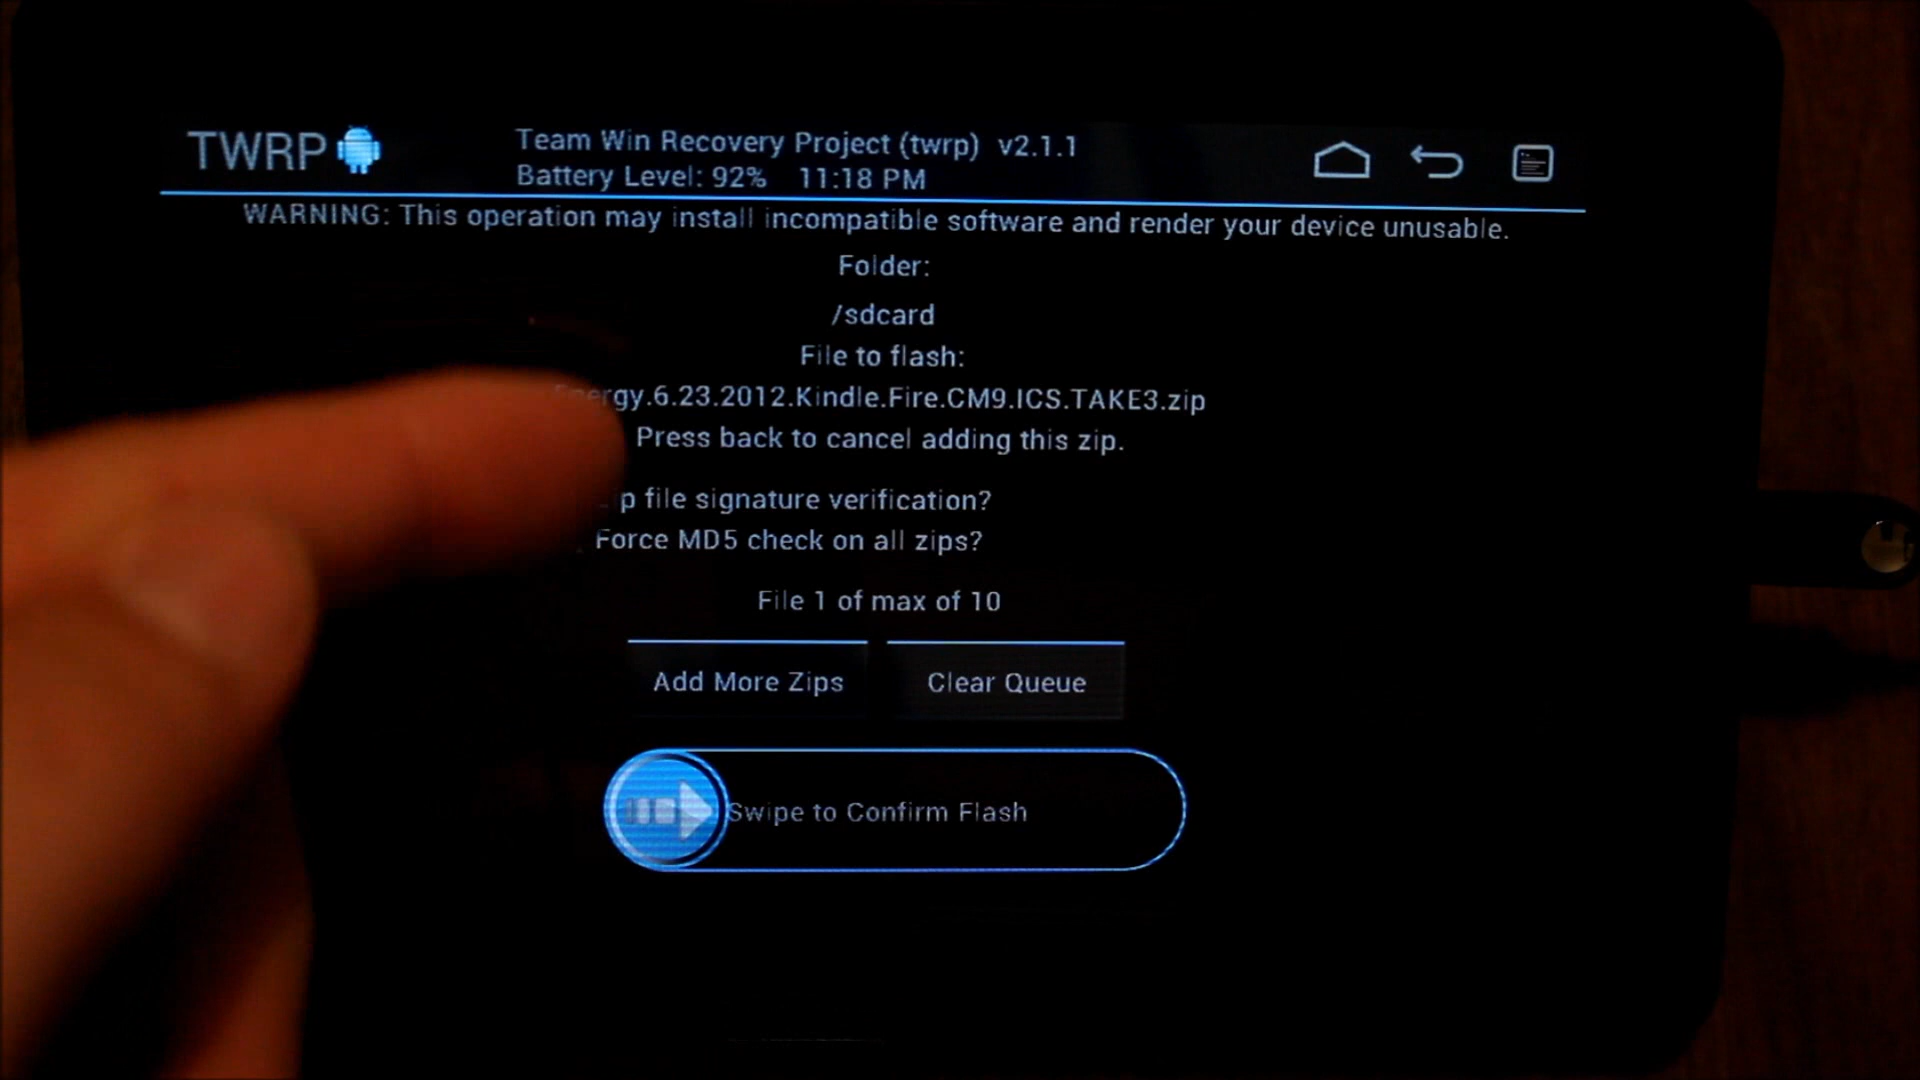 TWRP
Team Win Recovery Project (twrp) v2.1.1
Battery Level: 92% 11:18 PM
WARNING: This operation may install incompatible software and render your device unusable.
Folder:
/sdcard
File to flash:
Energy.6.23.2012.Kindle.Fire.CM9.ICS.TAKE3.zip
Press back to cancel adding this zip.
file signature verification?
Force MD5 check on all zips?
File 1 of max of 10
Add More Zips
Clear Queue
Swipe to Confirm Flash